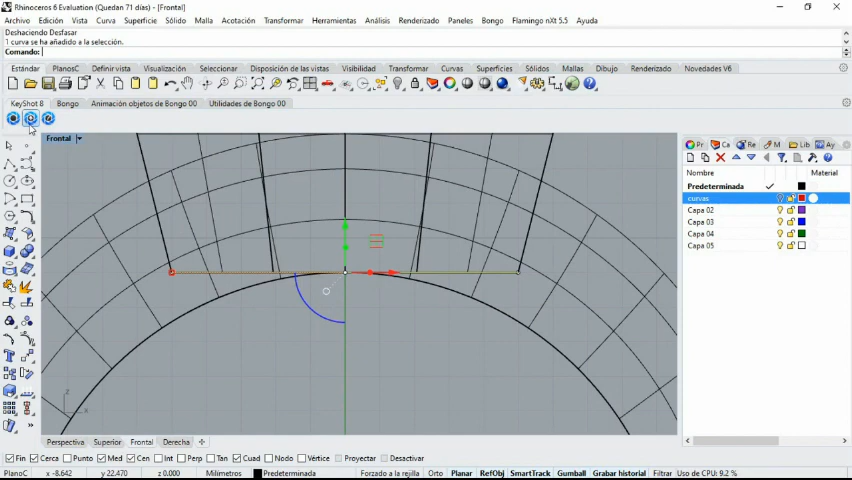 Rhinoceros 6 Evaluation (Quedan 71 días) - [Frontal]
Archivo Edición Vista Curva Superficie Sólido Malla Acotación Transformar Herramientas Análisis Renderizado Paneles Bongo Flamingo nXt 5.5 Ayuda
Deshaciendo Desfasar
1 curva se ha añadido a la selección.
Comando:
Estándar PlanosC Definir vista Visualización Seleccionar Disposición de las vistas Visibilidad Transformar Curvas Superficies Sólidos Mallas Dibujo Renderizado Novedades V6
KeyShot 8 Bongo Animación objetos de Bongo 00 Utilidades de Bongo 00
Frontal
Pr Ca Re M Lib Ay
Nombre Material
Predeterminada
curvas
Capa 02
Capa 03
Capa 04
Capa 05
z
x
Perspectiva Superior Frontal Derecha
Fin Cerca Punto Med Cen Int Perp Tan Cuad Nodo Vértice Proyectar Desactivar
PlanoC x -8.642 y 22.470 z 0.000 Milímetros Predeterminada Forzado a la rejilla Orto Planar RefObj SmartTrack Gumball Grabar historial Filtrar Uso de CPU: 9.2 %